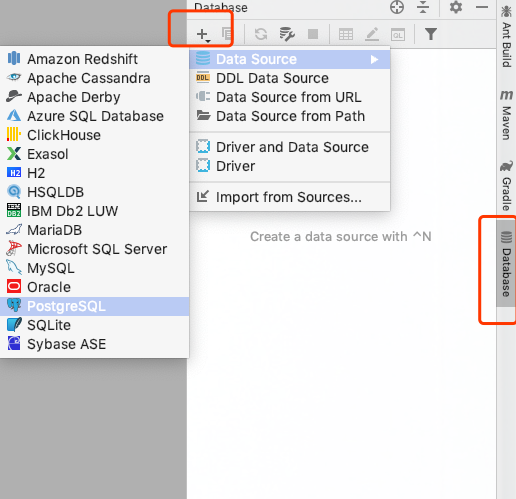 Database
Data Source
DDL Data Source
DDL
Data Source from URL
Data Source from Path
Driver and Data Source
Driver
Import from Sources...
Amazon Redshift
Apache Cassandra
Apache Derby
Azure SQL Database
ClickHouse
Exasol
H2
HSQLDB
IBM Db2 LUW
MariaDB
Microsoft SQL Server
MySQL
Oracle
PostgreSQL
SQLite
Sybase ASE
Create a data source with ^N
QL
Ant Build
m Maven
Gradle
Database